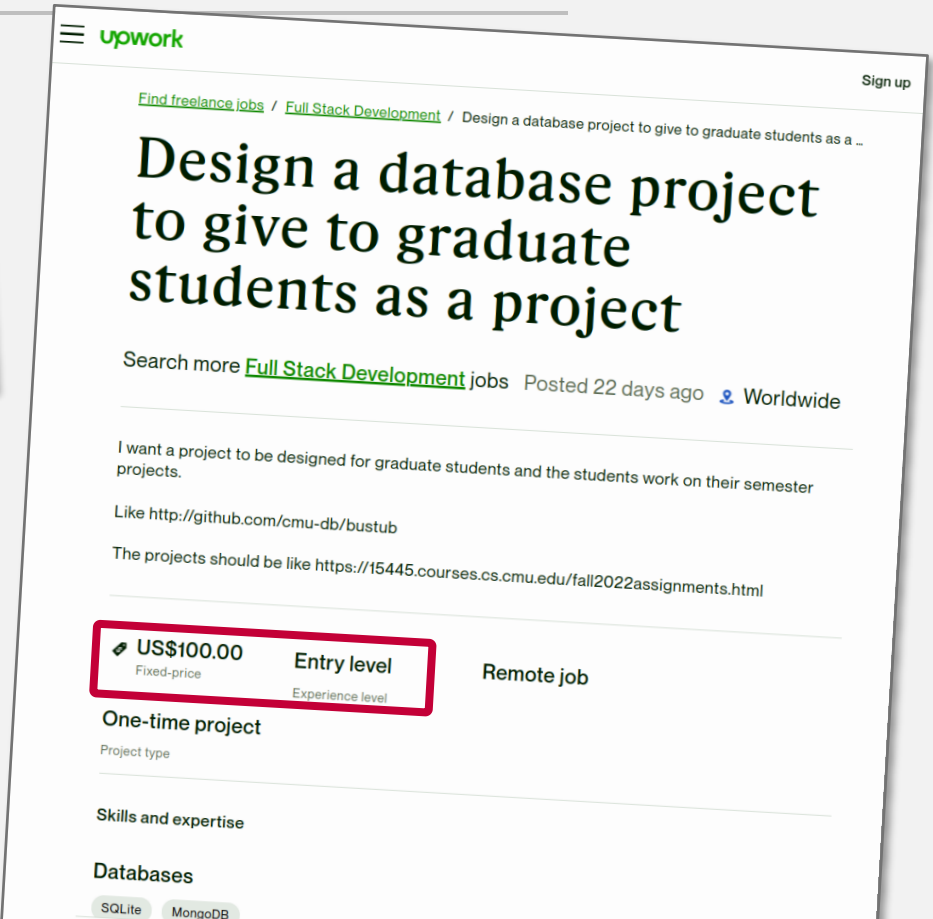 upwork
Sign up
Find freelance jobs / Full Stack Development / Design a database project to give to graduate students as a ...
Design a database project
to give to graduate
students as a project
Search more Full Stack Development jobs Posted 22 days ago Worldwide
I want a project to be designed for graduate students and the students work on their semester
projects.
Like http://github.com/cmu-db/bustub
The projects should be like https://15445.courses.cs.cmu.edu/fall2022assignments.html
US$100.00 Entry level Remote job
Fixed-price Experience level
One-time project
Project type
Skills and expertise
Databases
SQLite MongoDB